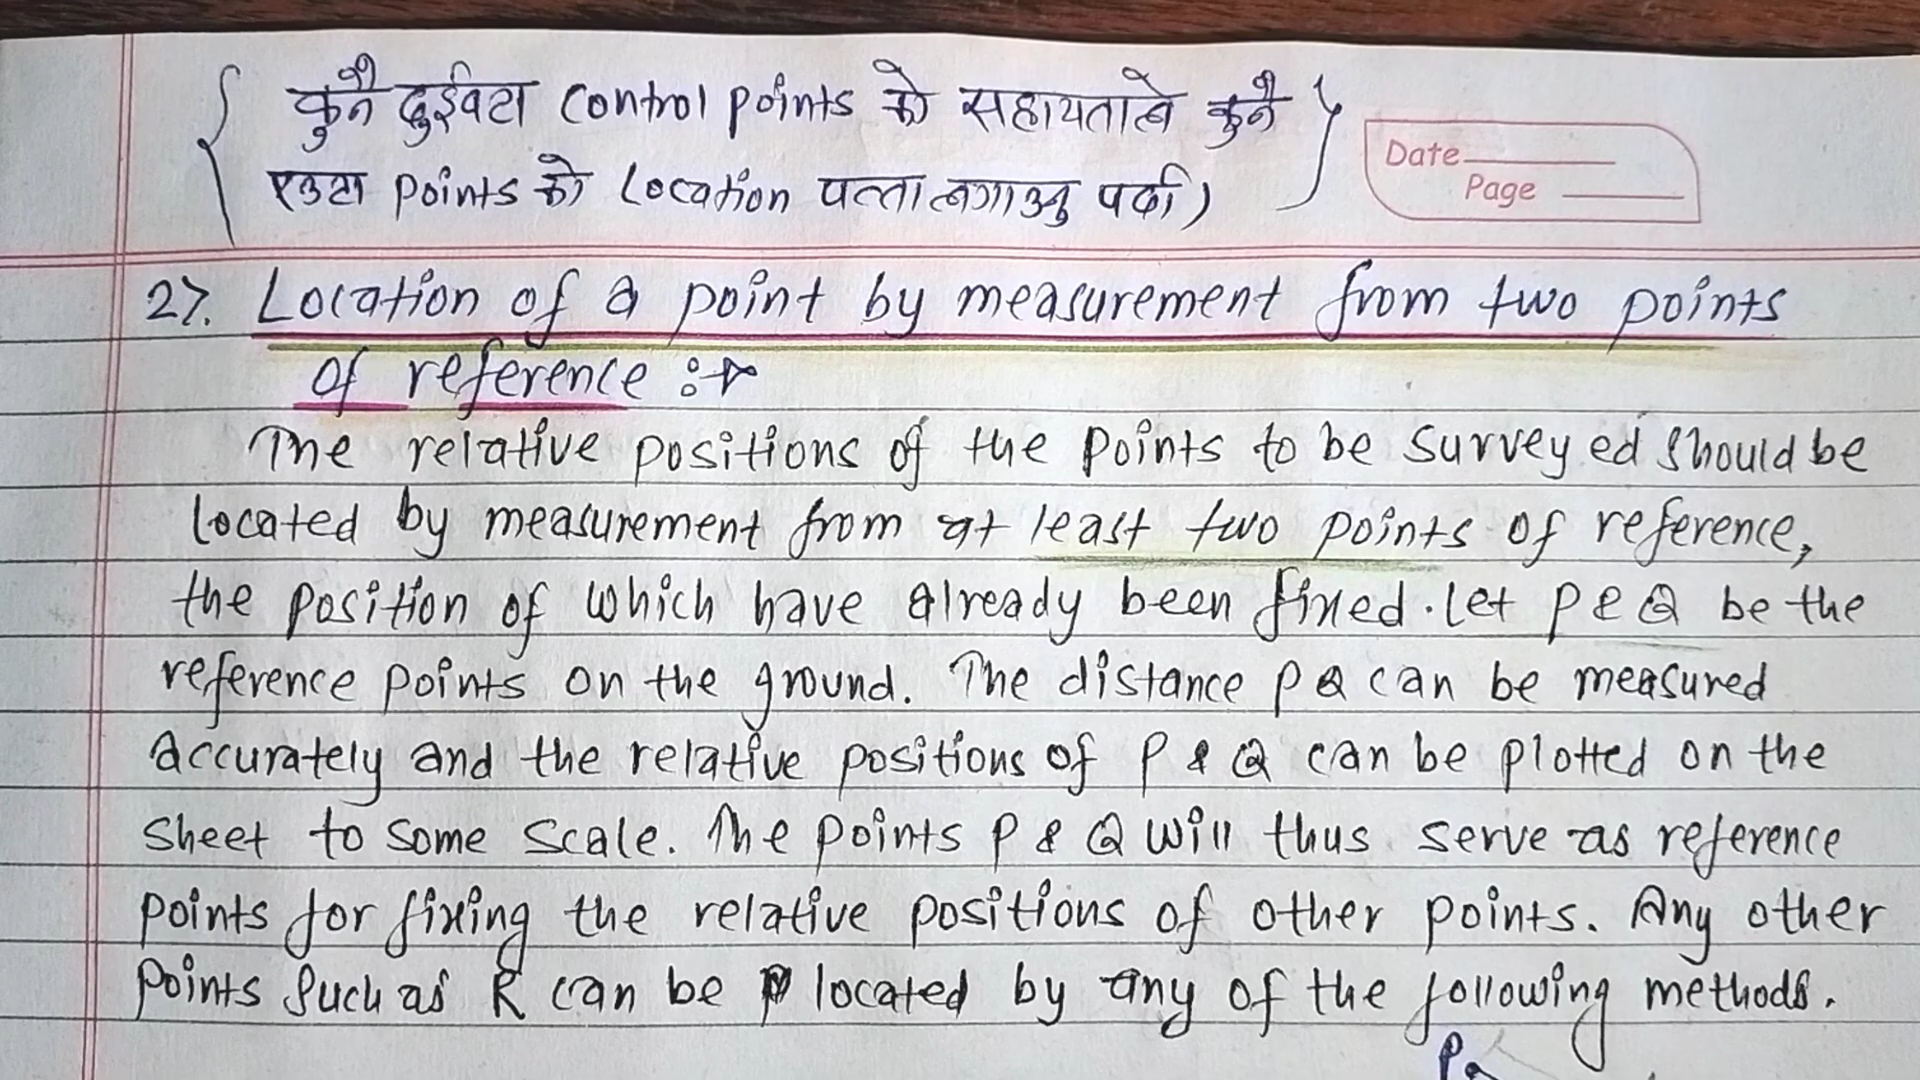 { कुनै दुईवटा control points को सहायताले कुनै }
एउटा points को location पत्ता लगाउनु पर्दा)
Date
Page
2>. Location of a point by measurement from two points
of reference :->
The relative positions of the points to be surveyed should be
located by measurement from at least two points of reference,
the position of which have already been fixed. Let P & Q be the
reference points on the ground. The distance PQ can be measured
accurately and the relative positions of P & Q can be plotted on the
sheet to some scale. The points P & Q will thus serve as reference
points for fixing the relative positions of other points. Any other
points such as R can be located by any of the following methods.
P